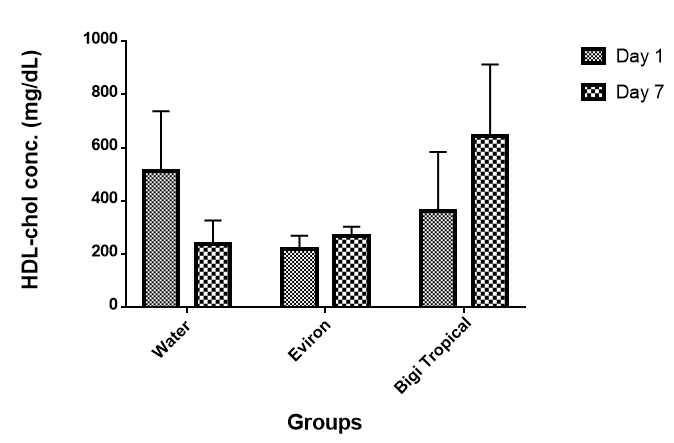 HDL-chol conc. (mg/dL)
1000
800
600
400
200
0
Water
Eviron
Bigi Tropical
Groups
Day 1
Day 7